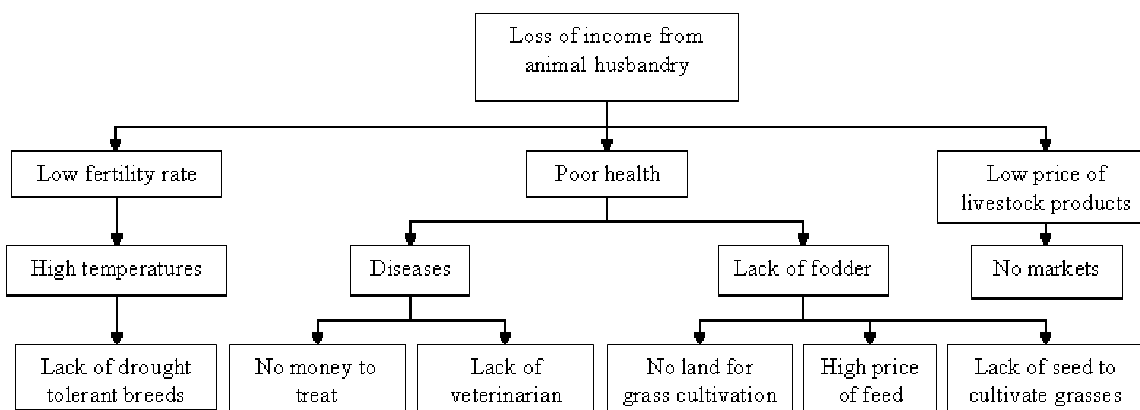 Loss of income from
animal husbandry
Low fertility rate
Poor health
Low price of
livestock products
High temperatures
Diseases
Lack of fodder
No markets
Lack of drought
tolerant breeds
No money to
treat
Lack of
veterinarian
No land for
grass cultivation
High price
of feed
Lack of seed to
cultivate grasses